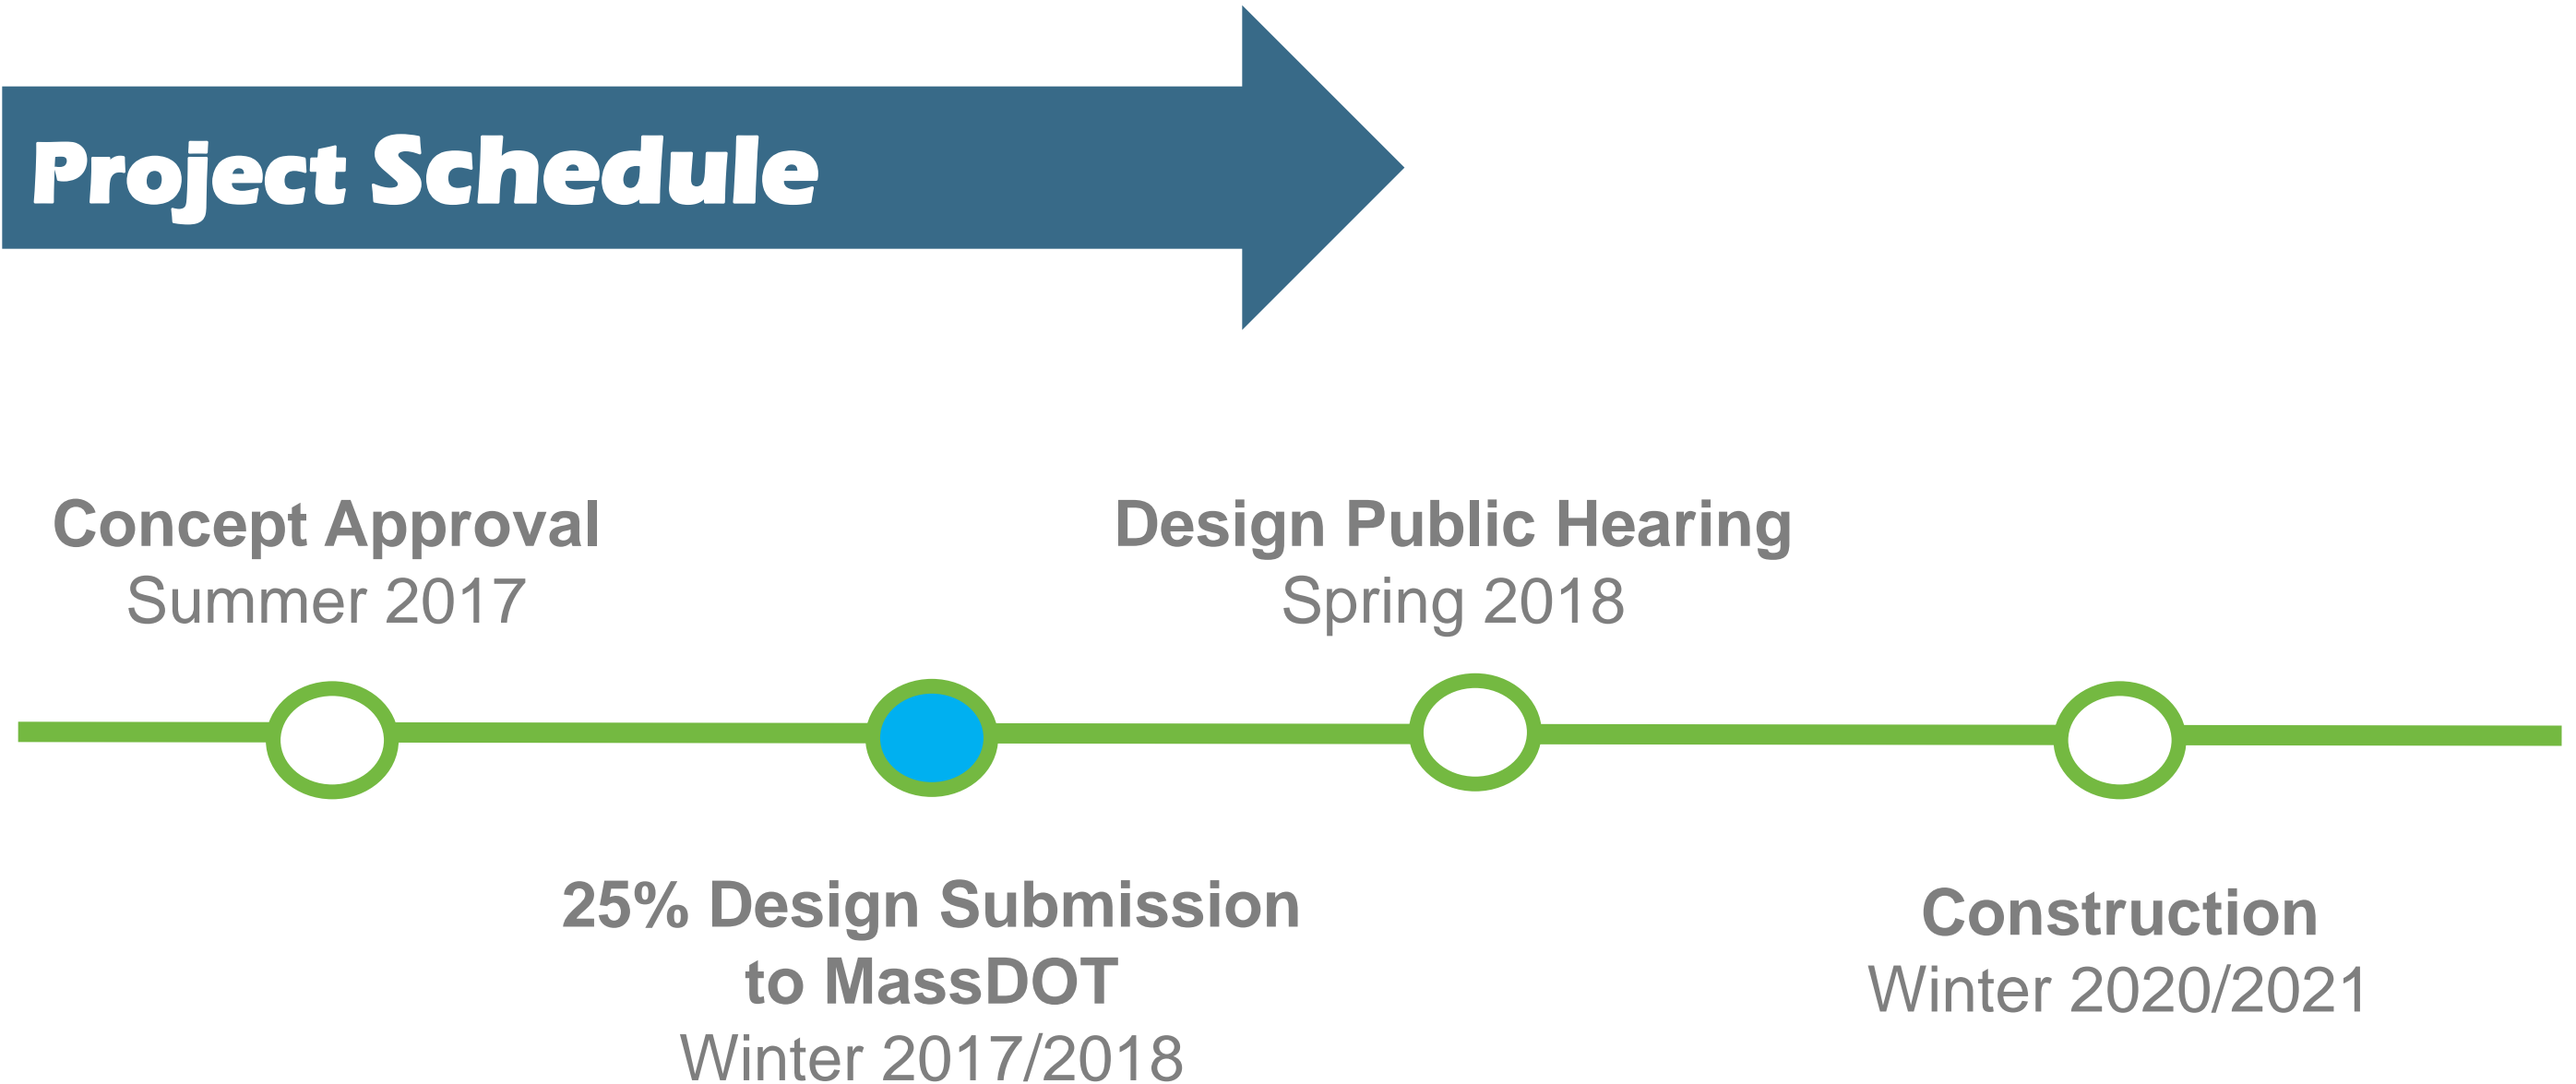 Project Schedule
Concept Approval
Summer 2017
Design Public Hearing
Spring 2018
25% Design Submission
to MassDOT
Winter 2017/2018
Construction
Winter 2020/2021